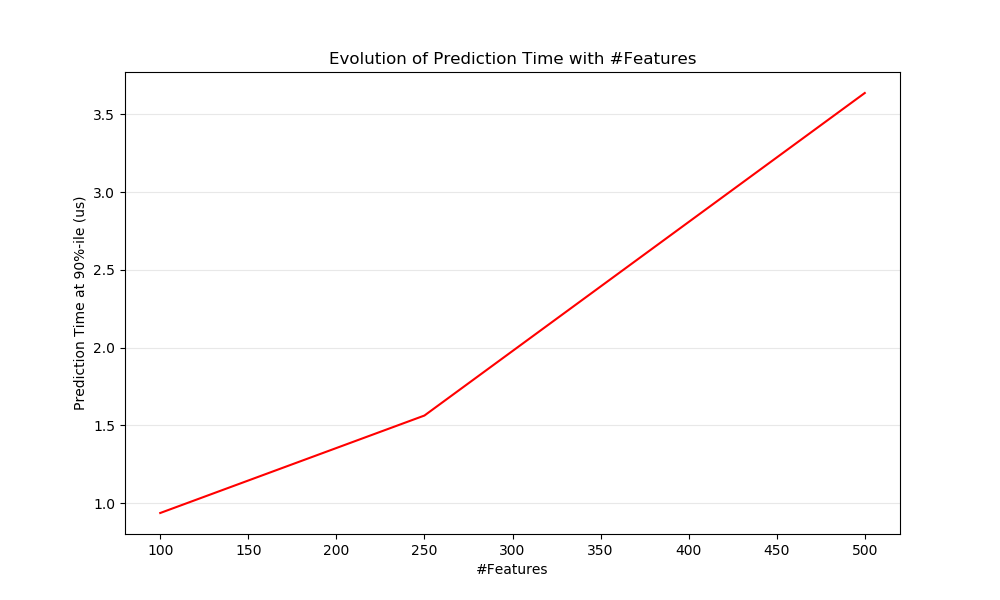 Evolution of Prediction Time with #Features
Prediction Time at 90%-ile (us)
3.5
3.0
2.5
2.0
1.5
1.0
100 150 200 250 300 350 400 450 500
#Features